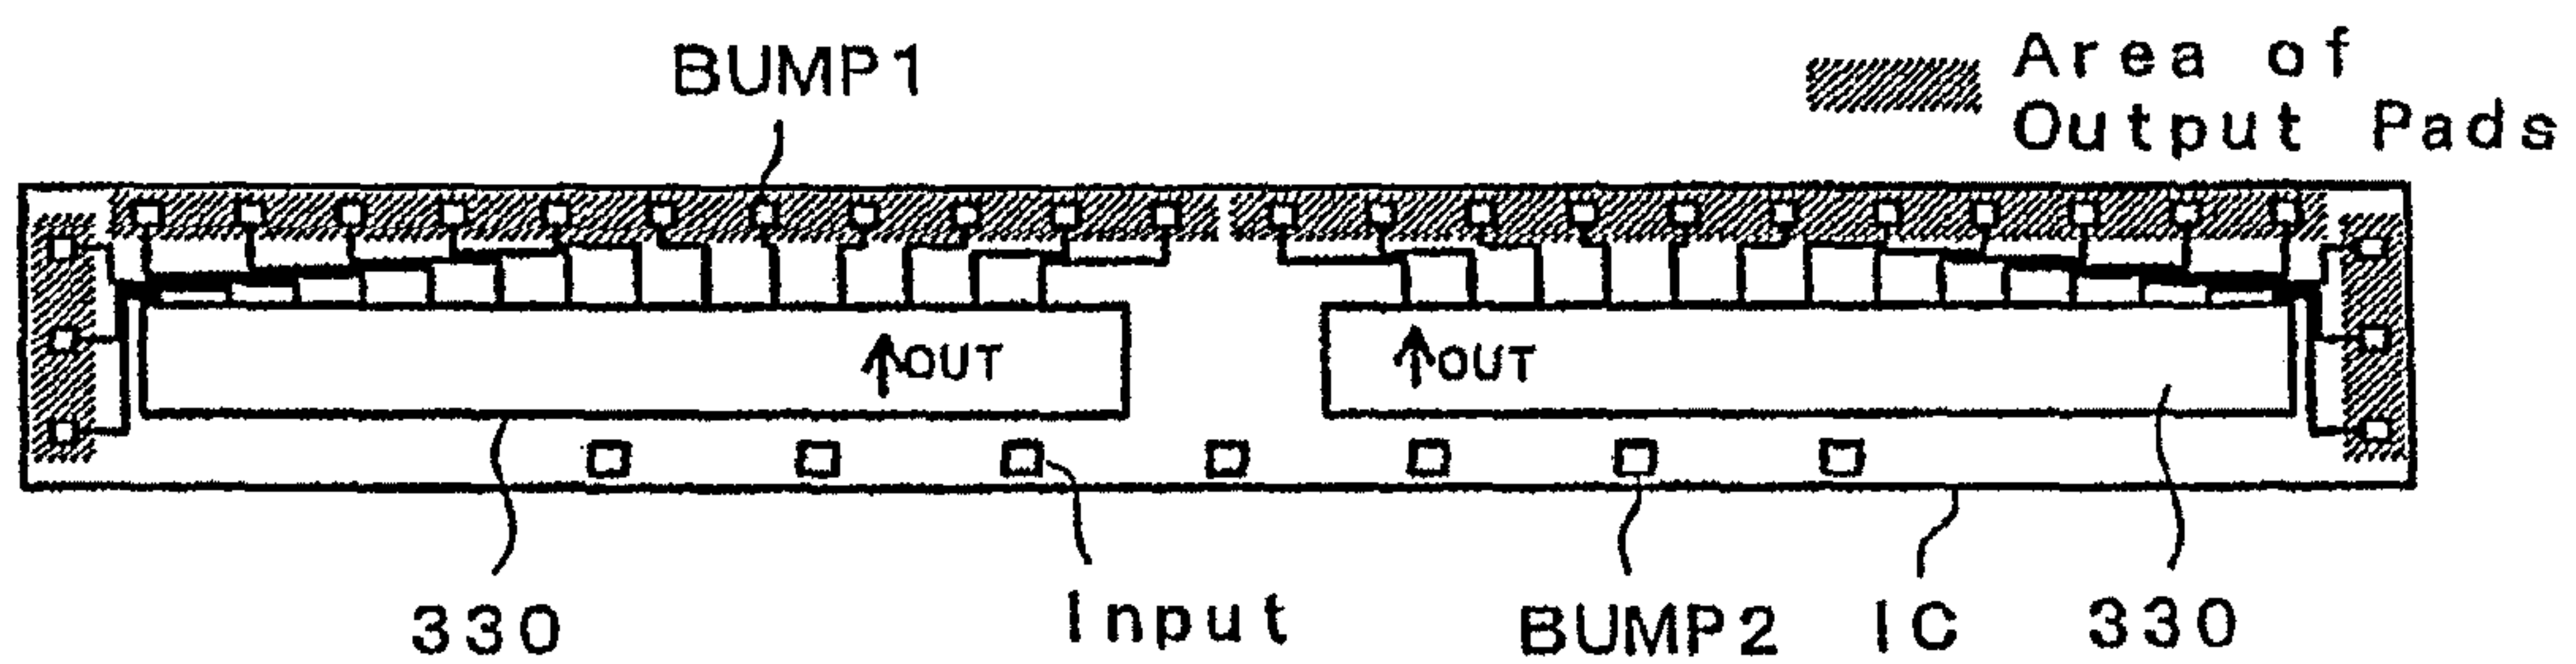 BUMP1
Area of
Output Pads
↑OUT
↑OUT
330
Input
BUMP2
IC
330